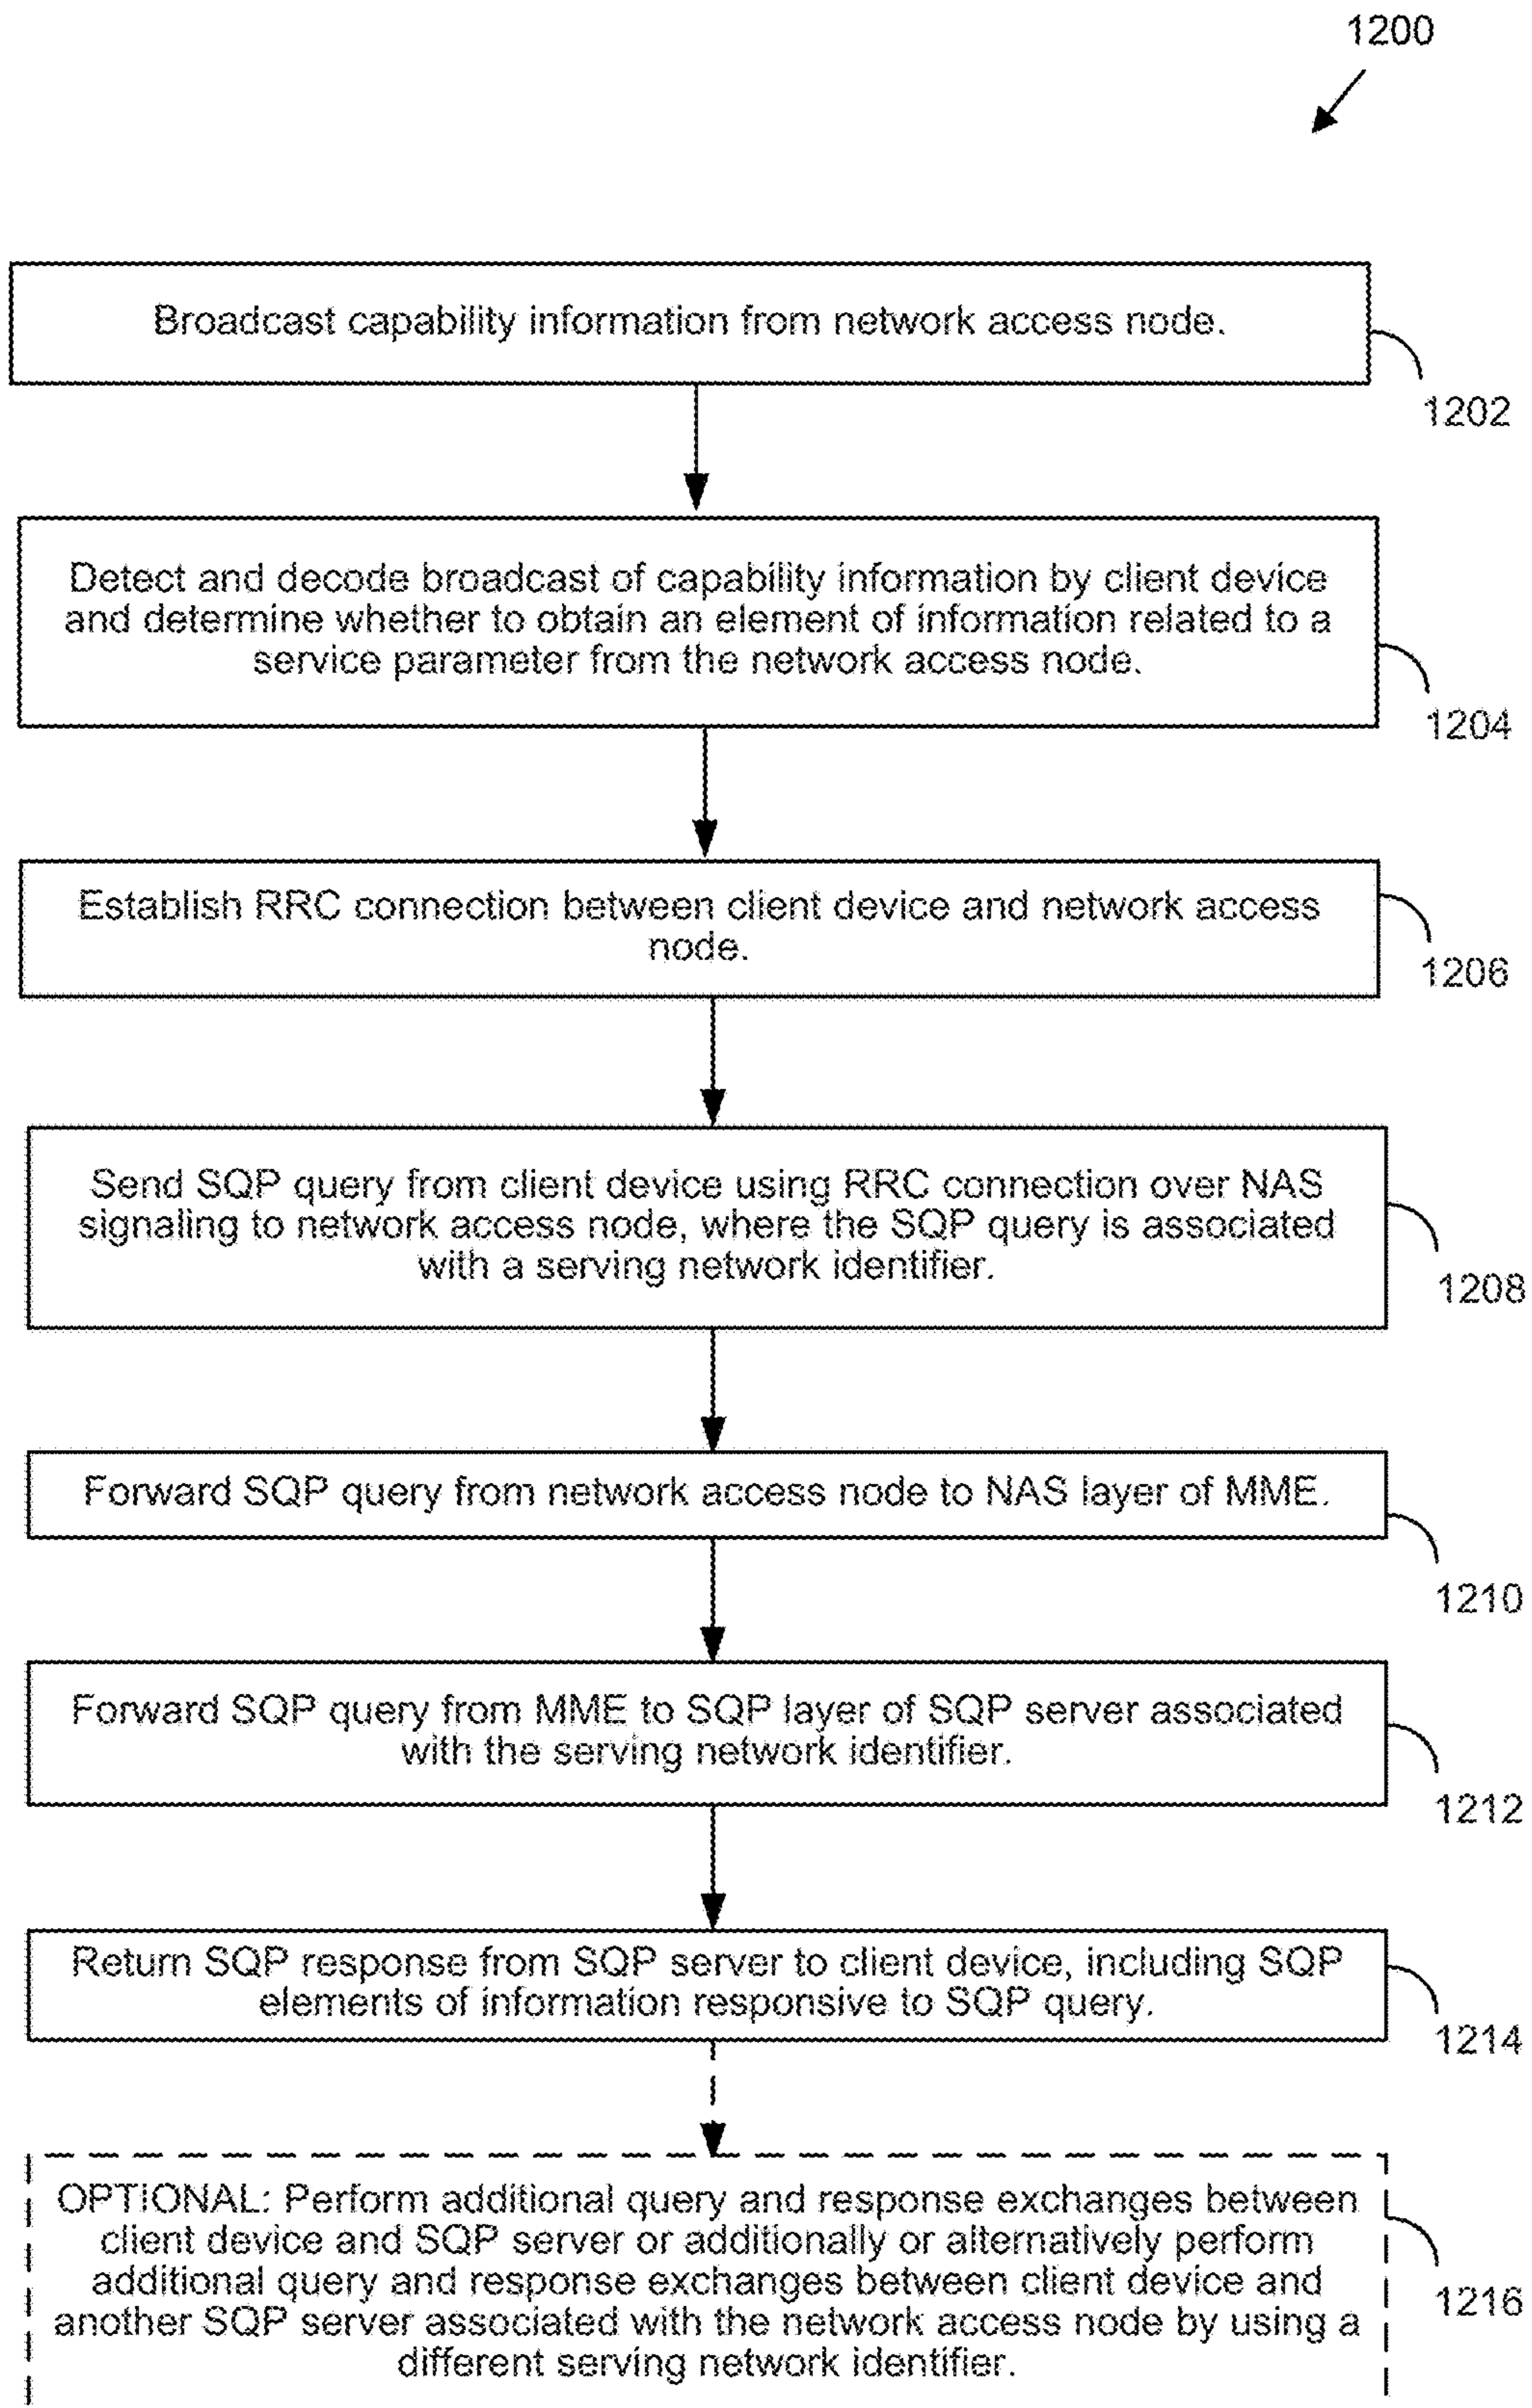 1200
Broadcast capability information from network access node.
1202
Detect and decode broadcast of capability information by client device
and determine whether to obtain an element of information related to a
service parameter from the network access node.
1204
Establish RRC connection between client device and network access
node.
1206
Send SQP query from client device using RRC connection over NAS
signaling to network access node, where the SQP query is associated
with a serving network identifier.
1208
Forward SQP query from network access node to NAS layer of MME.
1210
Forward SQP query from MME to SQP layer of SQP server associated
with the serving network identifier.
1212
Return SQP response from SQP server to client device, including SQP
elements of information responsive to SQP query.
1214
OPTIONAL: Perform additional query and response exchanges between
client device and SQP server or additionally or alternatively perform
additional query and response exchanges between client device and
another SQP server associated with the network access node by using a
different serving network identifier.
1216